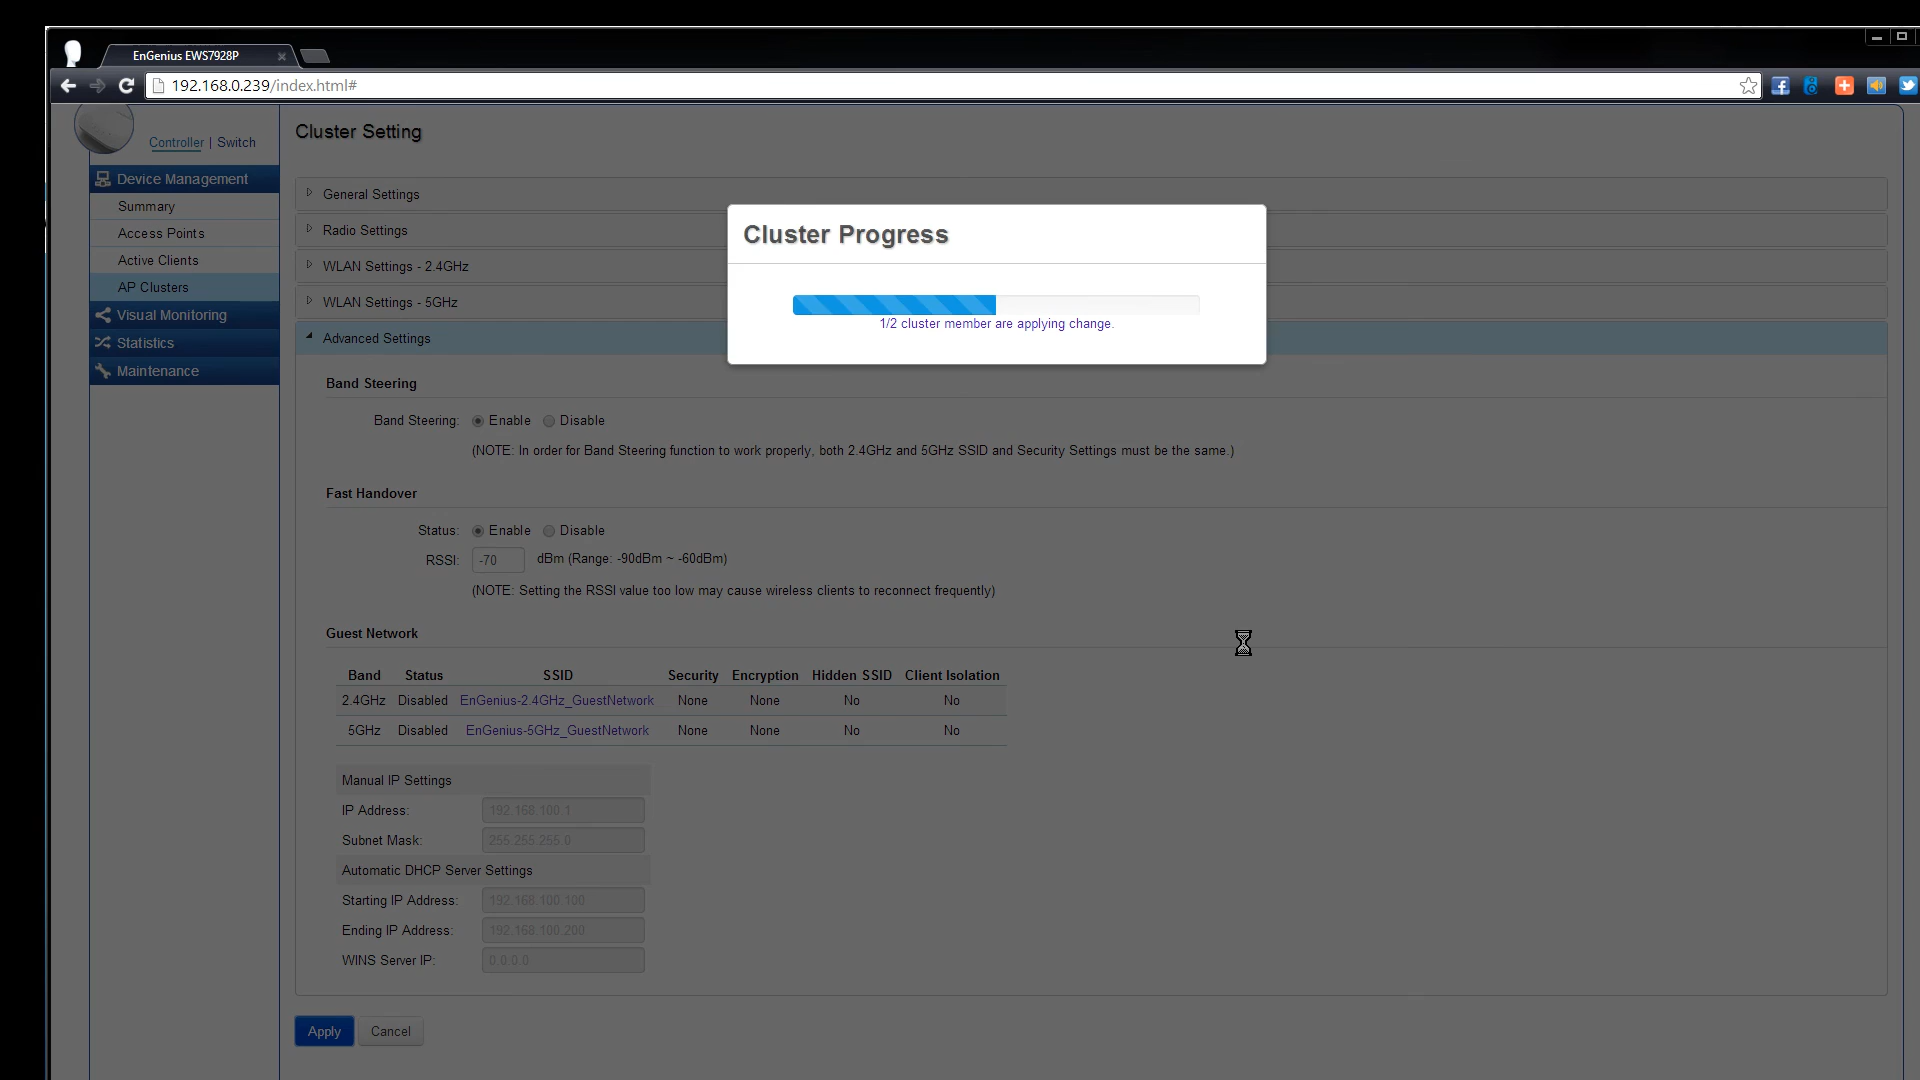 EnGenius EWS7928P
192.168.0.239/index.html#
Controller | Switch
Cluster Setting
Device Management
Summary
Access Points
Active Clients
AP Clusters
Visual Monitoring
Statistics
Maintenance
General Settings
Radio Settings
WLAN Settings - 2.4GHz
WLAN Settings - 5GHz
Advanced Settings
Cluster Progress
1/2 cluster member are applying change.
Band Steering
Band Steering: Enable Disable
(NOTE: In order for Band Steering function to work properly, both 2.4GHz and 5GHz SSID and Security Settings must be the same.)
Fast Handover
Status: Enable Disable
RSSI: -70 dBm (Range: -90dBm ~ -60dBm)
(NOTE: Setting the RSSI value too low may cause wireless clients to reconnect frequently)
Guest Network
Band Status SSID Security Encryption Hidden SSID Client Isolation
2.4GHz Disabled EnGenius-2.4GHz_GuestNetwork None None No No
5GHz Disabled EnGenius-5GHz_GuestNetwork None None No No
Manual IP Settings
IP Address: 192.168.100.1
Subnet Mask: 255.255.255.0
Automatic DHCP Server Settings
Starting IP Address: 192.168.100.100
Ending IP Address: 192.168.100.200
WINS Server IP: 0.0.0.0
Apply Cancel